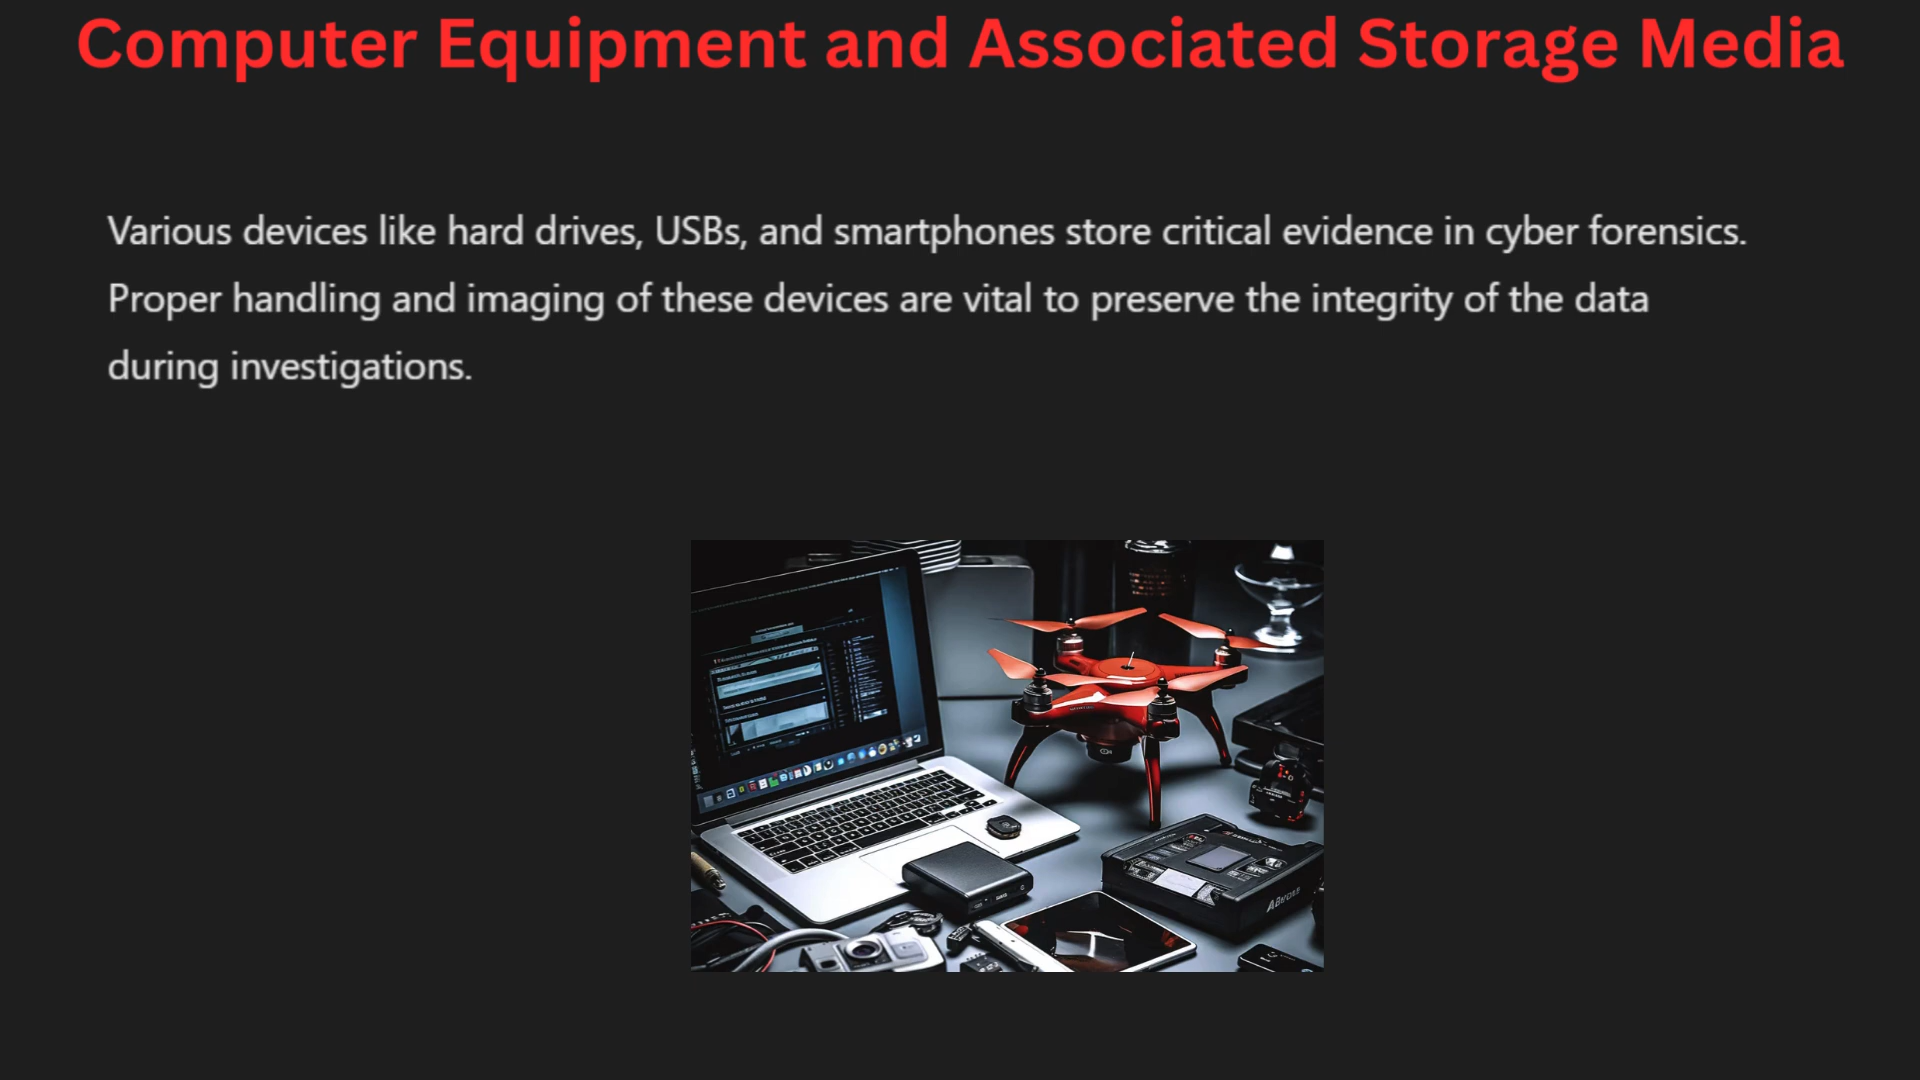 Computer Equipment and Associated Storage Media
Various devices like hard drives, USBs, and smartphones store critical evidence in cyber forensics.
Proper handling and imaging of these devices are vital to preserve the integrity of the data
during investigations.